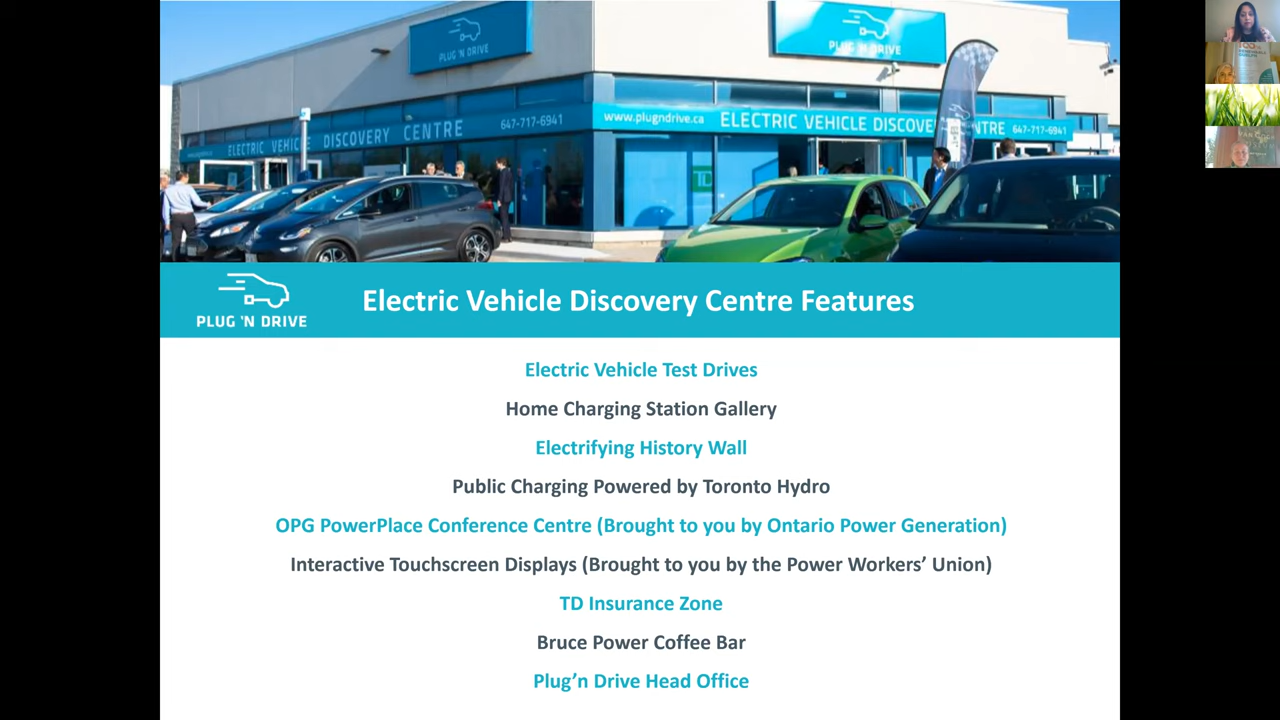 PLUG 'N DRIVE
PLUG 'N DRIVE
ELECTRIC VEHICLE DISCOVERY CENTRE 647-717-6941
www.plugndrive.ca ELECTRIC VEHICLE DISCOVE NTRE 647-717-6941
TD
PLUG 'N DRIVE
Electric Vehicle Discovery Centre Features
Electric Vehicle Test Drives
Home Charging Station Gallery
Electrifying History Wall
Public Charging Powered by Toronto Hydro
OPG PowerPlace Conference Centre (Brought to you by Ontario Power Generation)
Interactive Touchscreen Displays (Brought to you by the Power Workers’ Union)
TD Insurance Zone
Bruce Power Coffee Bar
Plug’n Drive Head Office